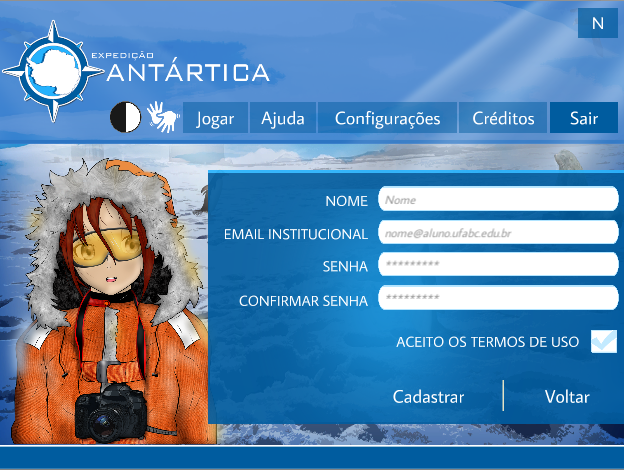 N
EXPEDIÇÃO
ANTÁRTICA
Jogar
Ajuda
Configurações
Créditos
Sair
NOME
Nome
EMAIL INSTITUCIONAL
nome@aluno.ufabc.edu.br
SENHA
*********
CONFIRMAR SENHA
*********
ACEITO OS TERMOS DE USO
Cadastrar
Voltar